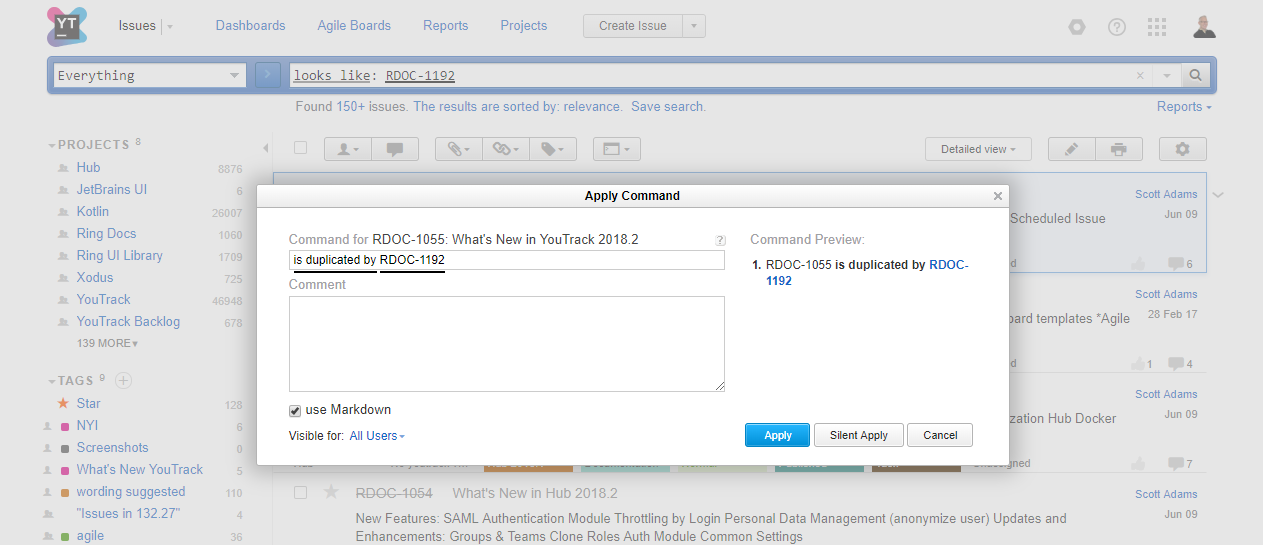 YT
Issues
Dashboards
Agile Boards
Reports
Projects
Create Issue
Everything
looks like: RDOC-1192
Found 150+ issues. The results are sorted by: relevance. Save search.
Reports
PROJECTS 8
Hub 8876
JetBrains UI 6
Kotlin 26007
Ring Docs 1060
Ring UI Library 1709
Xodus 725
YouTrack 46948
YouTrack Backlog 678
139 MORE
TAGS 9
Star 128
NYI 8
Screenshots 6
What's New YouTrack 5
wording suggested 110
"Issues in 132.27" 4
agile 36
Detailed view
Scott Adams
Scheduled Issue
Jun 09
6
Scott Adams
28 Feb 17
ard templates *Agile
1
4
Scott Adams
Jun 09
zation Hub Docker
7
Apply Command
Command for RDOC-1055: What's New in YouTrack 2018.2
?
is duplicated by RDOC-1192
Comment
use Markdown
Visible for: All Users
Command Preview:
1. RDOC-1055 is duplicated by RDOC-
1192
Apply
Silent Apply
Cancel
RDOC-1054 What's New in Hub 2018.2
Scott Adams
Jun 09
New Features: SAML Authentication Module Throttling by Login Personal Data Management (anonymize user) Updates and
Enhancements: Groups & Teams Clone Roles Auth Module Common Settings